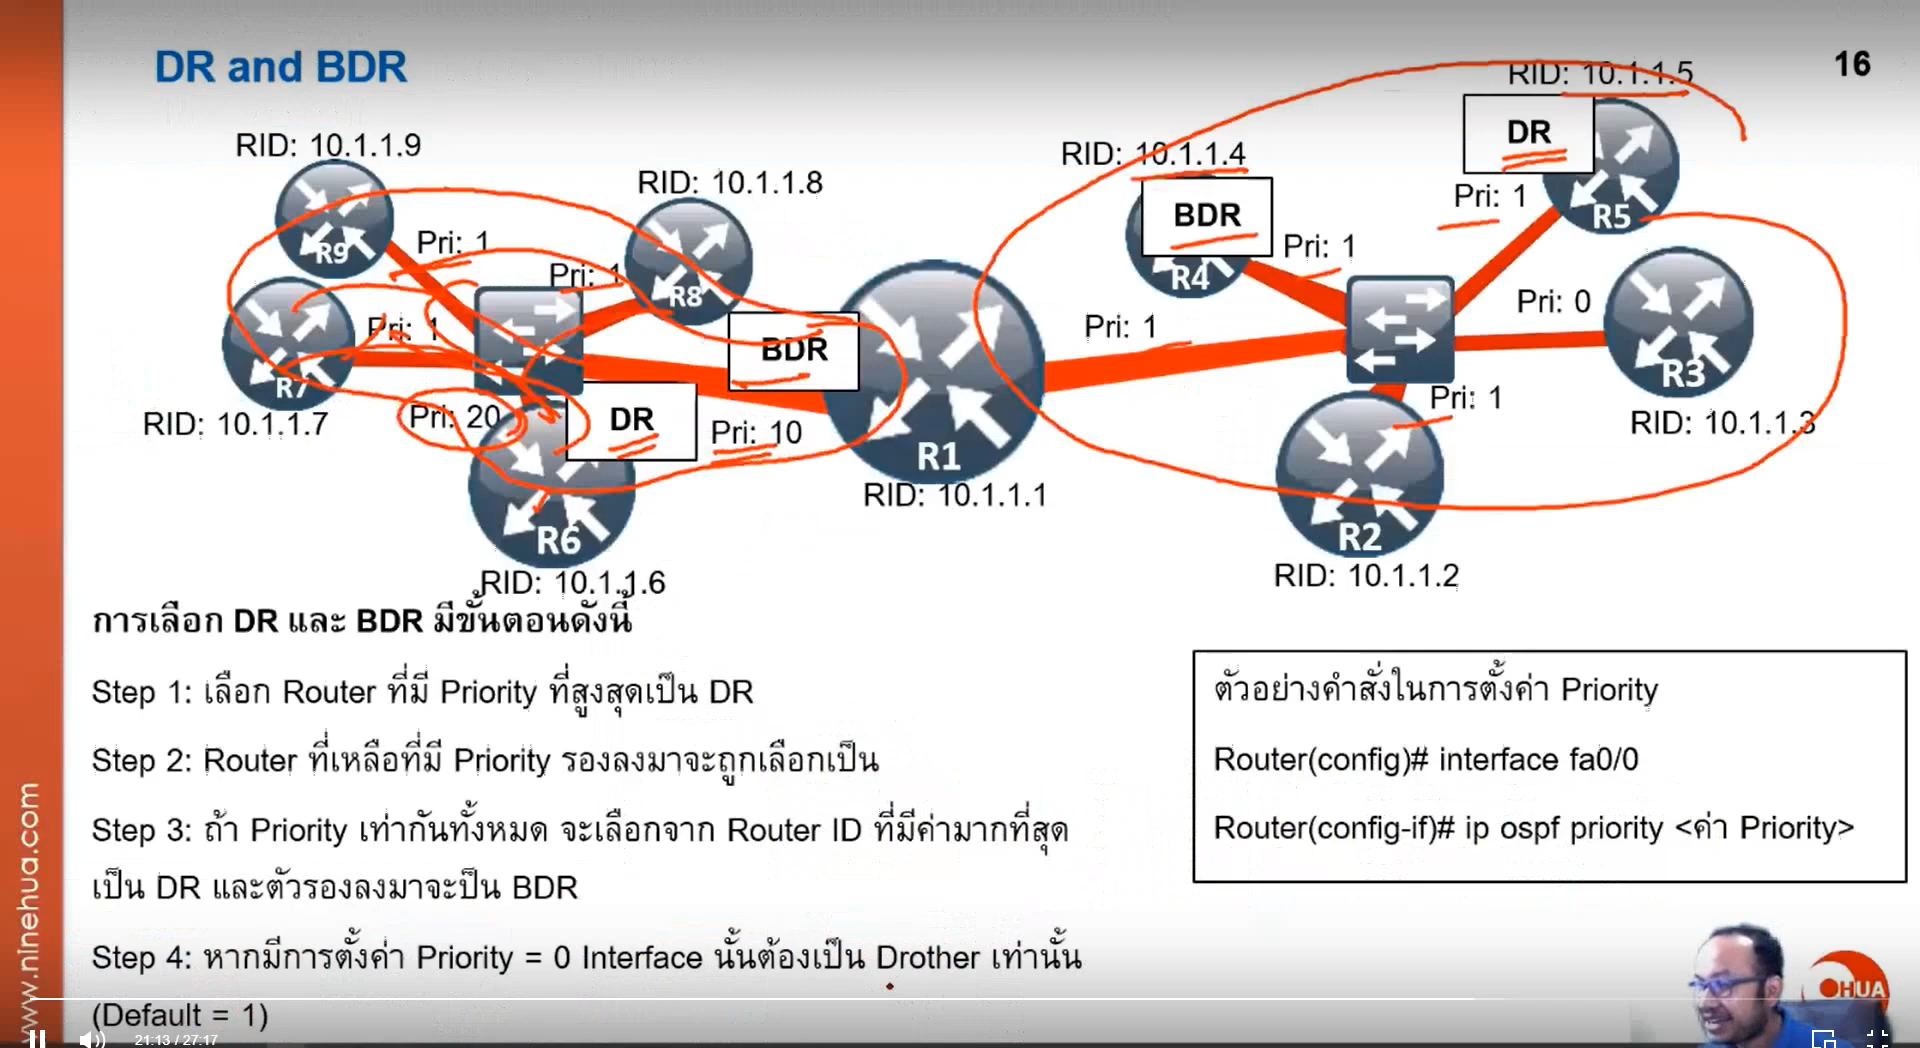 DR and BDR
16
RID: 10.1.1.5
DR
RID: 10.1.1.9
RID: 10.1.1.4
RID: 10.1.1.8
BDR
Pri: 1
R5
Pri: 1
R9
Pri: 1
Pri: 1
R4
R8
Pri: 0
Pri: 1
Pri: 1
BDR
R3
R7
Pri: 1
Pri: 20
DR
Pri: 10
RID: 10.1.1.7
RID: 10.1.1.3
R1
RID: 10.1.1.1
R6
R2
RID: 10.1.1.6
RID: 10.1.1.2
การเลือก DR และ BDR มีขั้นตอนดังนี้
Step 1: เลือก Router ที่มี Priority ที่สูงสุดเป็น DR
Step 2: Router ที่เหลือที่มี Priority รองลงมาจะถูกเลือกเป็น
Step 3: ถ้า Priority เท่ากันทั้งหมด จะเลือกจาก Router ID ที่มีค่ามากที่สุด
เป็น DR และตัวรองลงมาจะป็น BDR
Step 4: หากมีการตั้งค่า Priority = 0 Interface นั้นต้องเป็น Drother เท่านั้น
(Default = 1)
ตัวอย่างคำสั่งในการตั้งค่า Priority
Router(config)# interface fa0/0
Router(config-if)# ip ospf priority <ค่า Priority>
www.ninehua.com
HUA
21:13 / 27:17